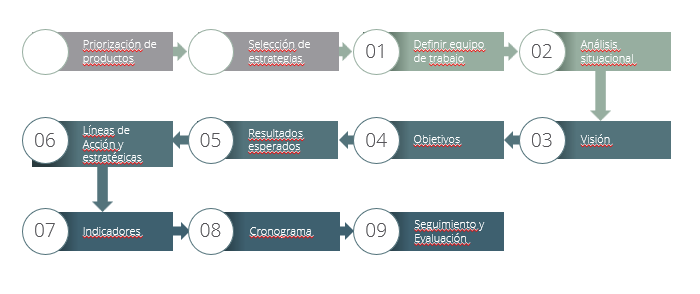 Priorización de
productos
Selección de
estrategias
01
Definir equipo
de trabajo
02
Análisis
situacional
03
Visión
04
Objetivos
05
Resultados
esperados
06
Líneas de
Acción y
estratégicas
07
Indicadores
08
Cronograma
09
Seguimiento y
Evaluación